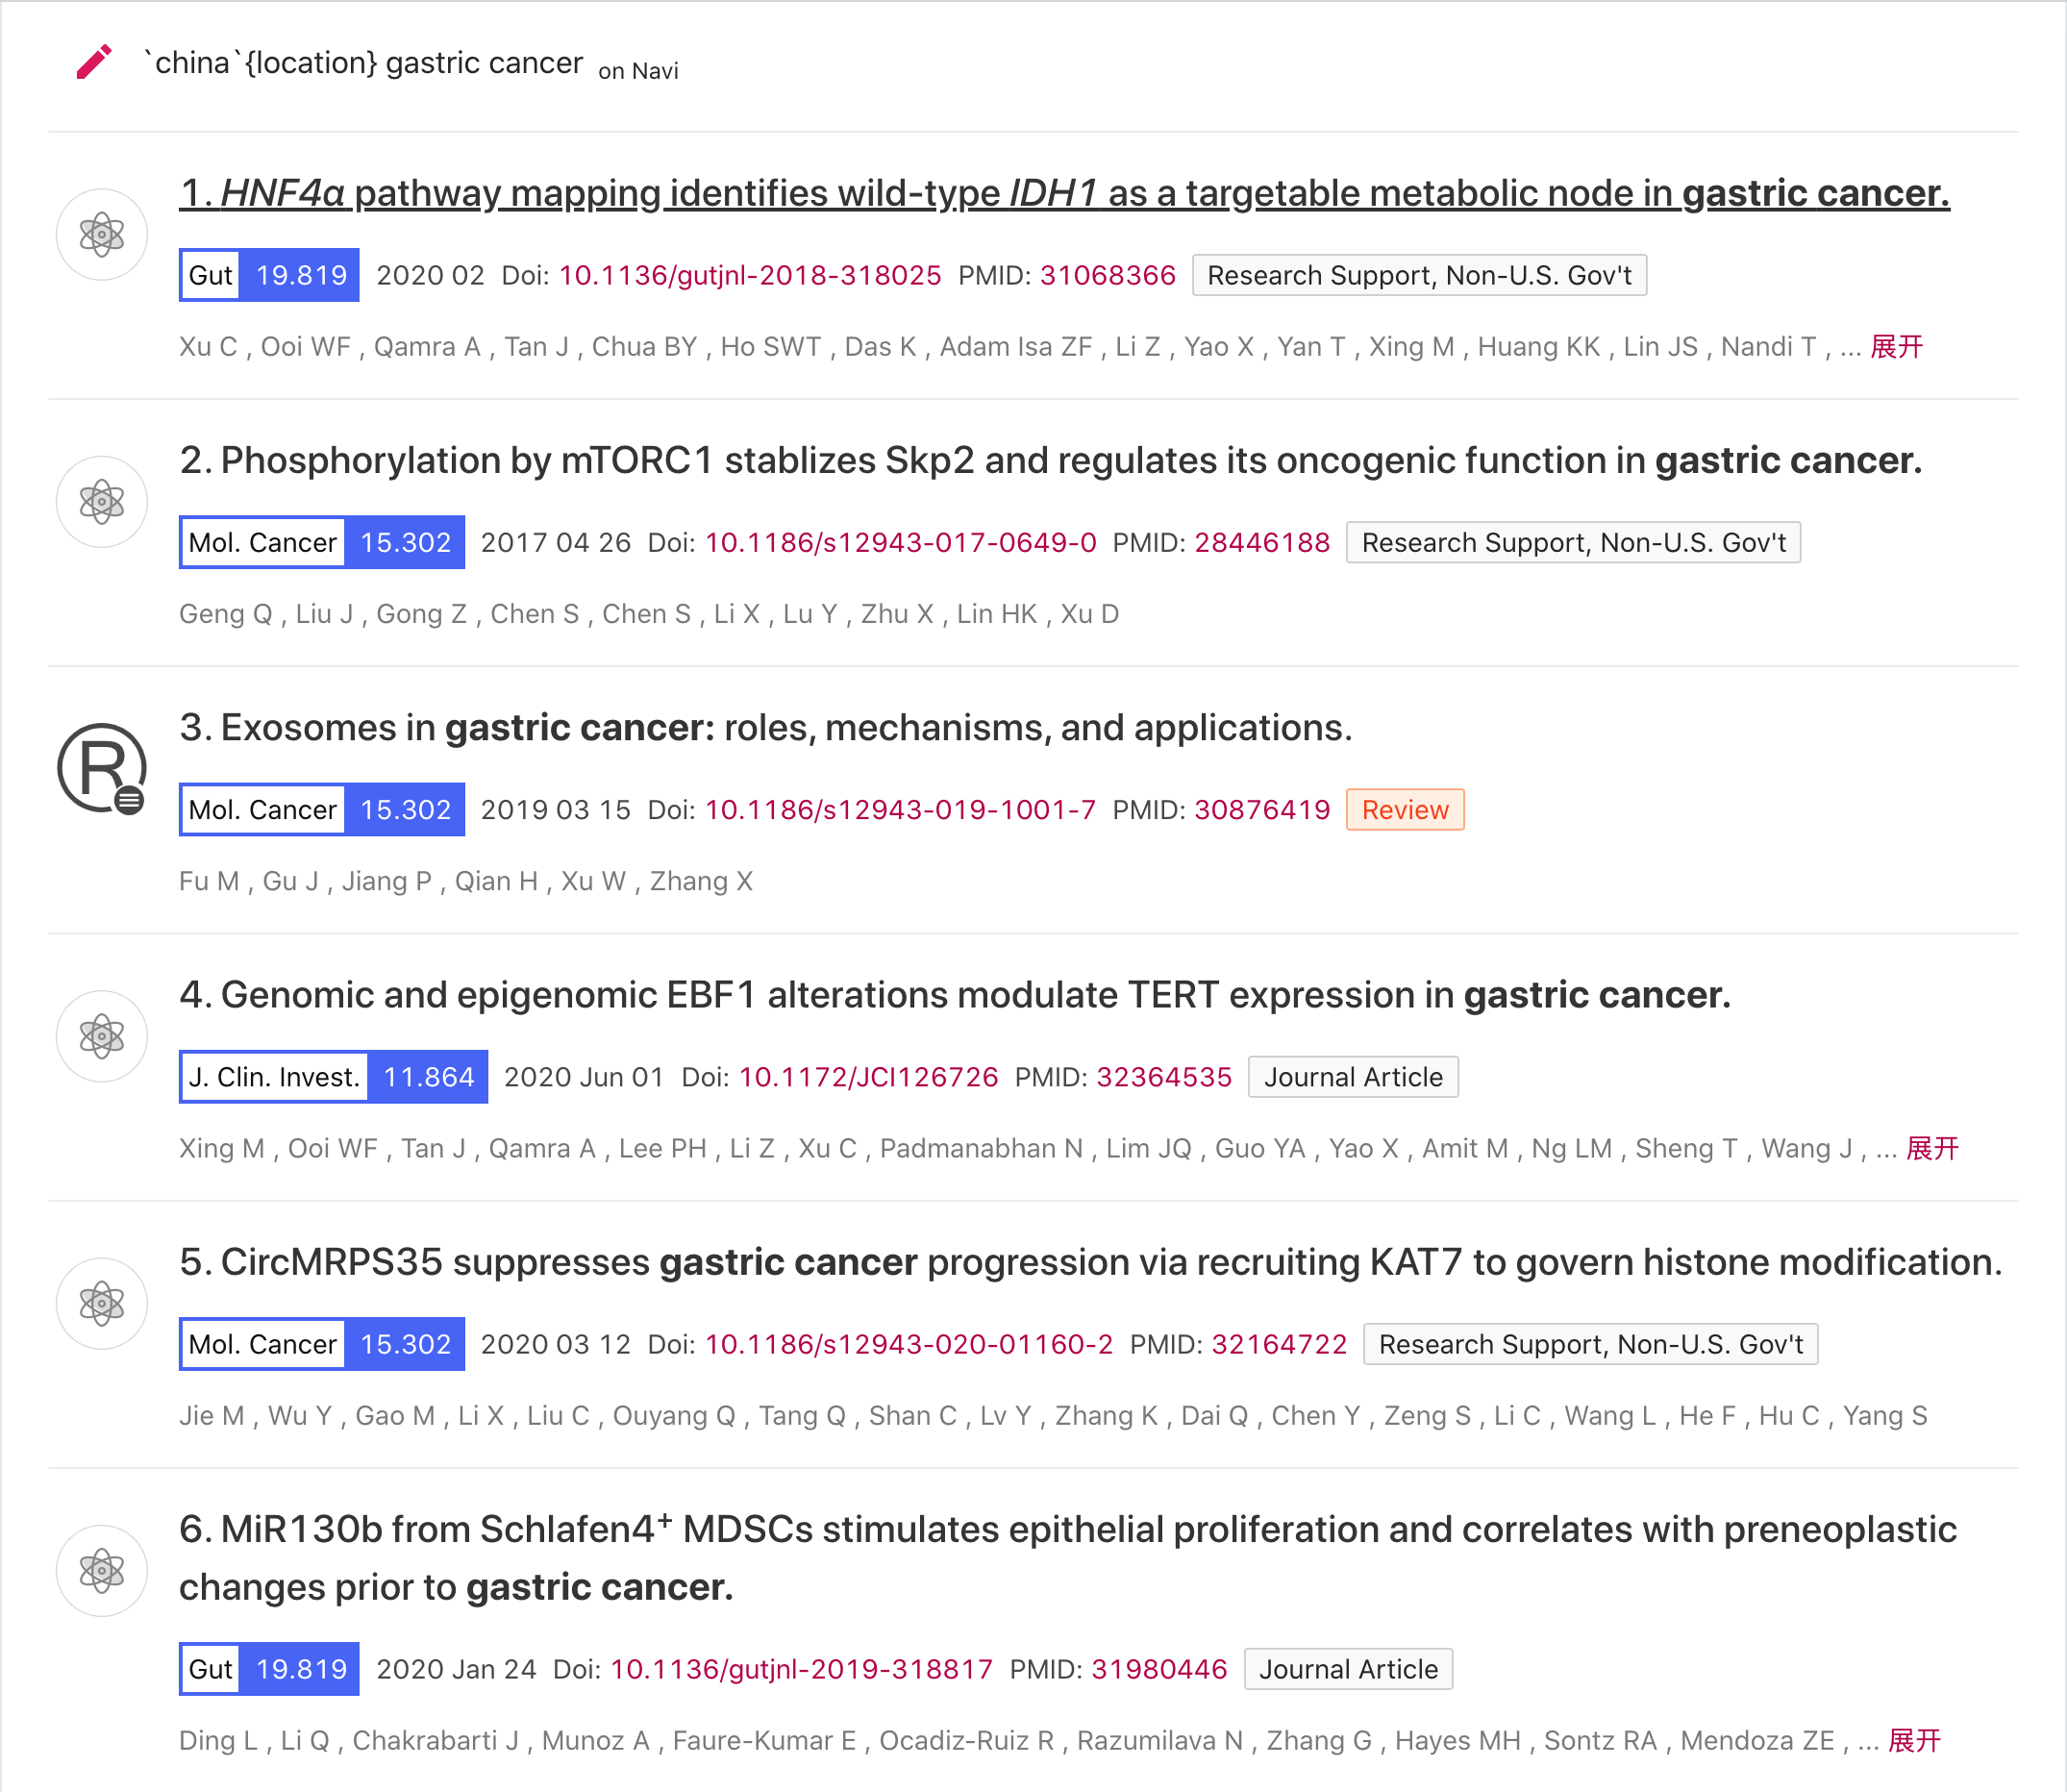 `china`{location} gastric cancer on Navi
1. HNF4α pathway mapping identifies wild-type IDH1 as a targetable metabolic node in gastric cancer.
Gut 19.819 2020 02 Doi: 10.1136/gutjnl-2018-318025 PMID: 31068366 Research Support, Non-U.S. Gov't
Xu C , Ooi WF , Qamra A , Tan J , Chua BY , Ho SWT , Das K , Adam Isa ZF , Li Z , Yao X , Yan T , Xing M , Huang KK , Lin JS , Nandi T , ... 展开
2. Phosphorylation by mTORC1 stablizes Skp2 and regulates its oncogenic function in gastric cancer.
Mol. Cancer 15.302 2017 04 26 Doi: 10.1186/s12943-017-0649-0 PMID: 28446188 Research Support, Non-U.S. Gov't
Geng Q , Liu J , Gong Z , Chen S , Chen S , Li X , Lu Y , Zhu X , Lin HK , Xu D
R
3. Exosomes in gastric cancer: roles, mechanisms, and applications.
Mol. Cancer 15.302 2019 03 15 Doi: 10.1186/s12943-019-1001-7 PMID: 30876419 Review
Fu M , Gu J , Jiang P , Qian H , Xu W , Zhang X
4. Genomic and epigenomic EBF1 alterations modulate TERT expression in gastric cancer.
J. Clin. Invest. 11.864 2020 Jun 01 Doi: 10.1172/JCI126726 PMID: 32364535 Journal Article
Xing M , Ooi WF , Tan J , Qamra A , Lee PH , Li Z , Xu C , Padmanabhan N , Lim JQ , Guo YA , Yao X , Amit M , Ng LM , Sheng T , Wang J , ... 展开
5. CircMRPS35 suppresses gastric cancer progression via recruiting KAT7 to govern histone modification.
Mol. Cancer 15.302 2020 03 12 Doi: 10.1186/s12943-020-01160-2 PMID: 32164722 Research Support, Non-U.S. Gov't
Jie M , Wu Y , Gao M , Li X , Liu C , Ouyang Q , Tang Q , Shan C , Lv Y , Zhang K , Dai Q , Chen Y , Zeng S , Li C , Wang L , He F , Hu C , Yang S
6. MiR130b from Schlafen4⁺ MDSCs stimulates epithelial proliferation and correlates with preneoplastic
changes prior to gastric cancer.
Gut 19.819 2020 Jan 24 Doi: 10.1136/gutjnl-2019-318817 PMID: 31980446 Journal Article
Ding L , Li Q , Chakrabarti J , Munoz A , Faure-Kumar E , Ocadiz-Ruiz R , Razumilava N , Zhang G , Hayes MH , Sontz RA , Mendoza ZE , ... 展开